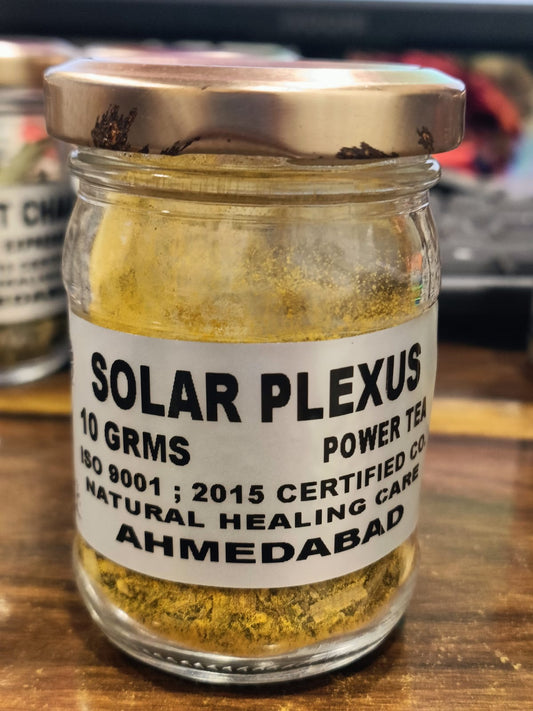 SOLAR PLEXUS
10 GRMS POWER TEA
ISO 9001 ; 2015 CERTIFIED CO.
NATURAL HEALING CARE
AHMEDABAD